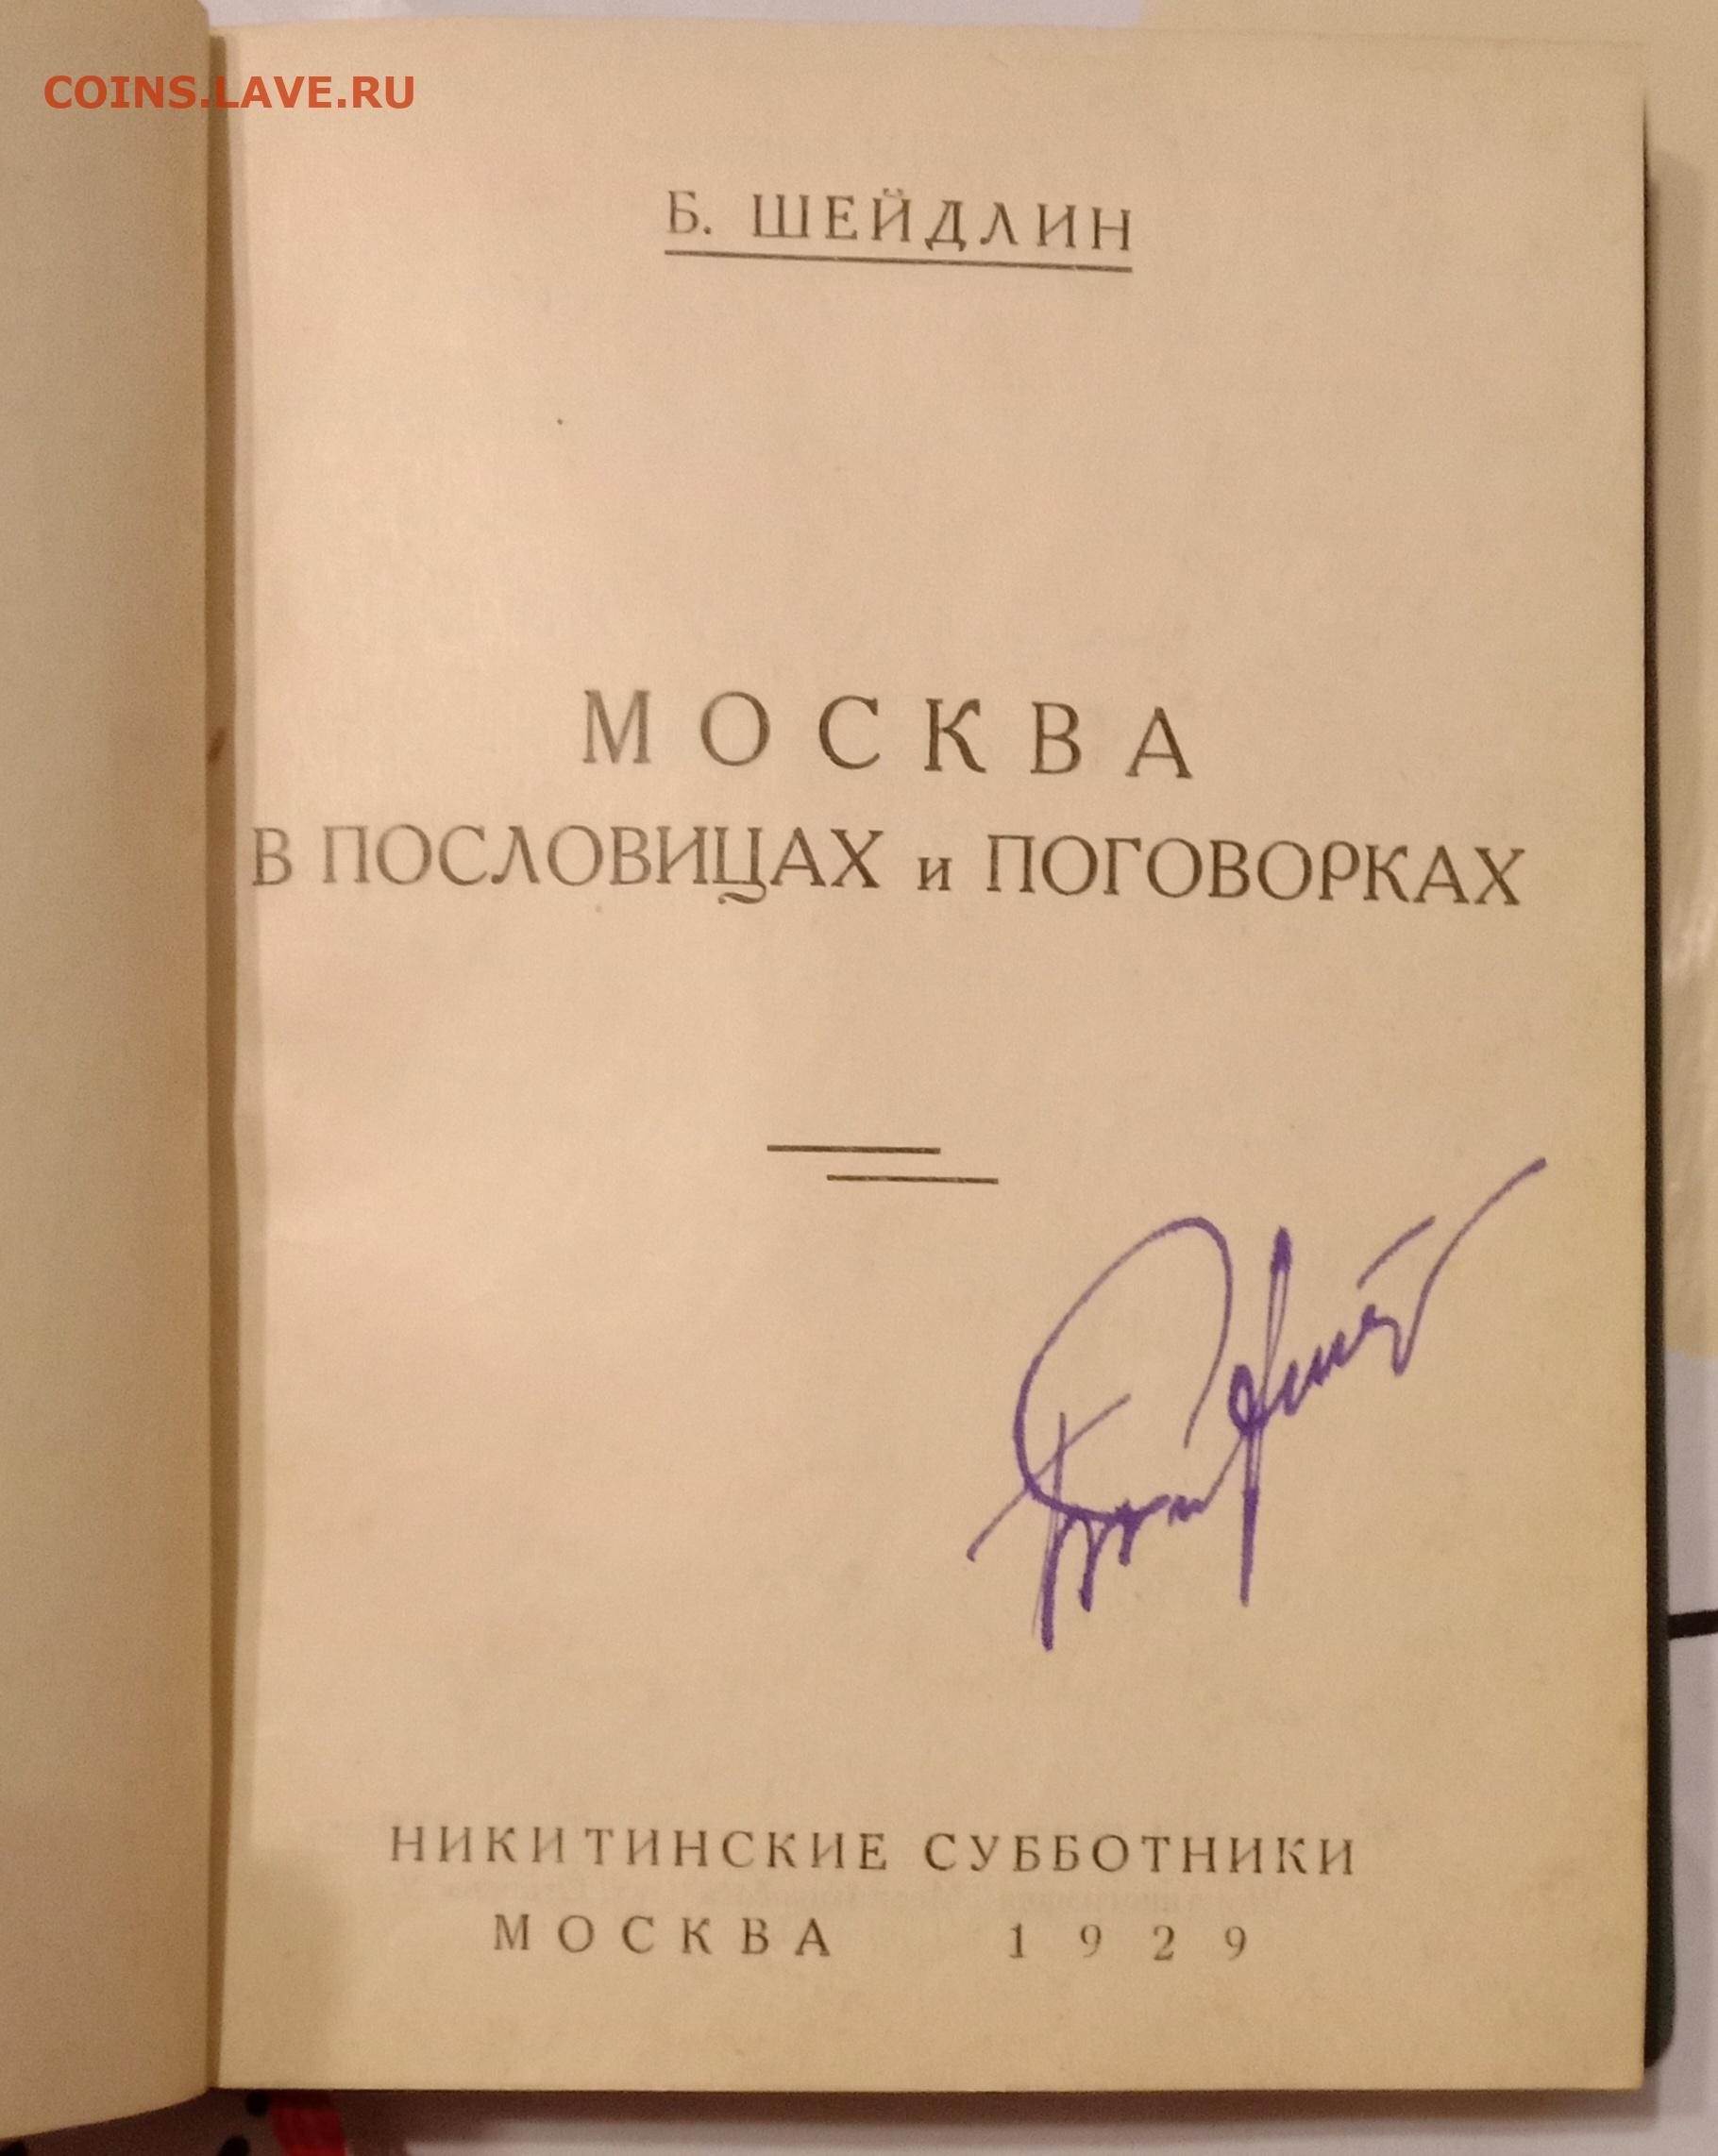 COINS.LAVE.RU
Б. ШЕЙДЛИН
МОСКВА
В ПОСЛОВИЦАХ и ПОГОВОРКАХ
НИКИТИНСКИЕ СУББОТНИКИ
МОСКВА 1929